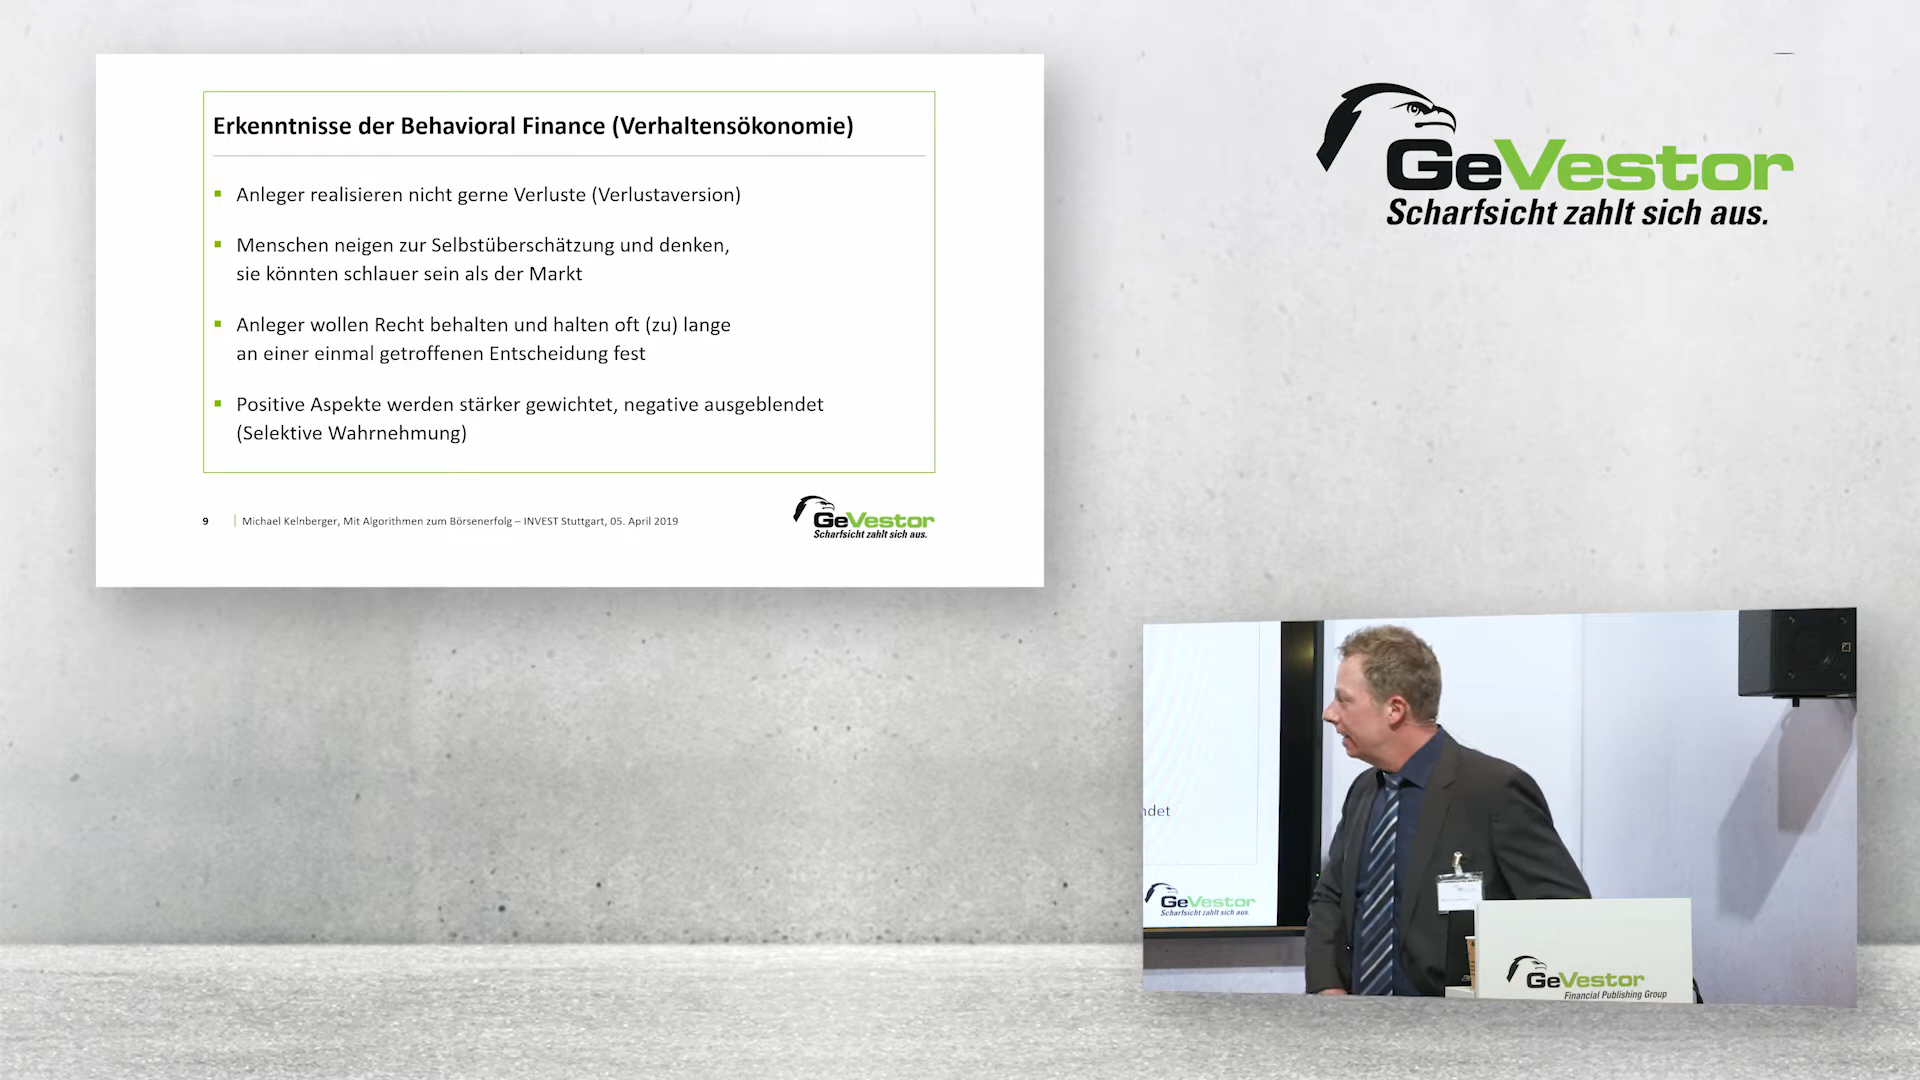 Erkenntnisse der Behavioral Finance (Verhaltensökonomie)
Anleger realisieren nicht gerne Verluste (Verlustaversion)
Menschen neigen zur Selbstüberschätzung und denken,
sie könnten schlauer sein als der Markt
Anleger wollen Recht behalten und halten oft (zu) lange
an einer einmal getroffenen Entscheidung fest
Positive Aspekte werden stärker gewichtet, negative ausgeblendet
(Selektive Wahrnehmung)
9 Michael Kelnberger, Mit Algorithmen zum Börsenerfolg – INVEST Stuttgart, 05. April 2019
GeVestor
Scharfsicht zahlt sich aus.
GeVestor
Scharfsicht zahlt sich aus.
ndet
GeVestor
Scharfsicht zahlt sich aus.
GeVestor
Financial Publishing Group